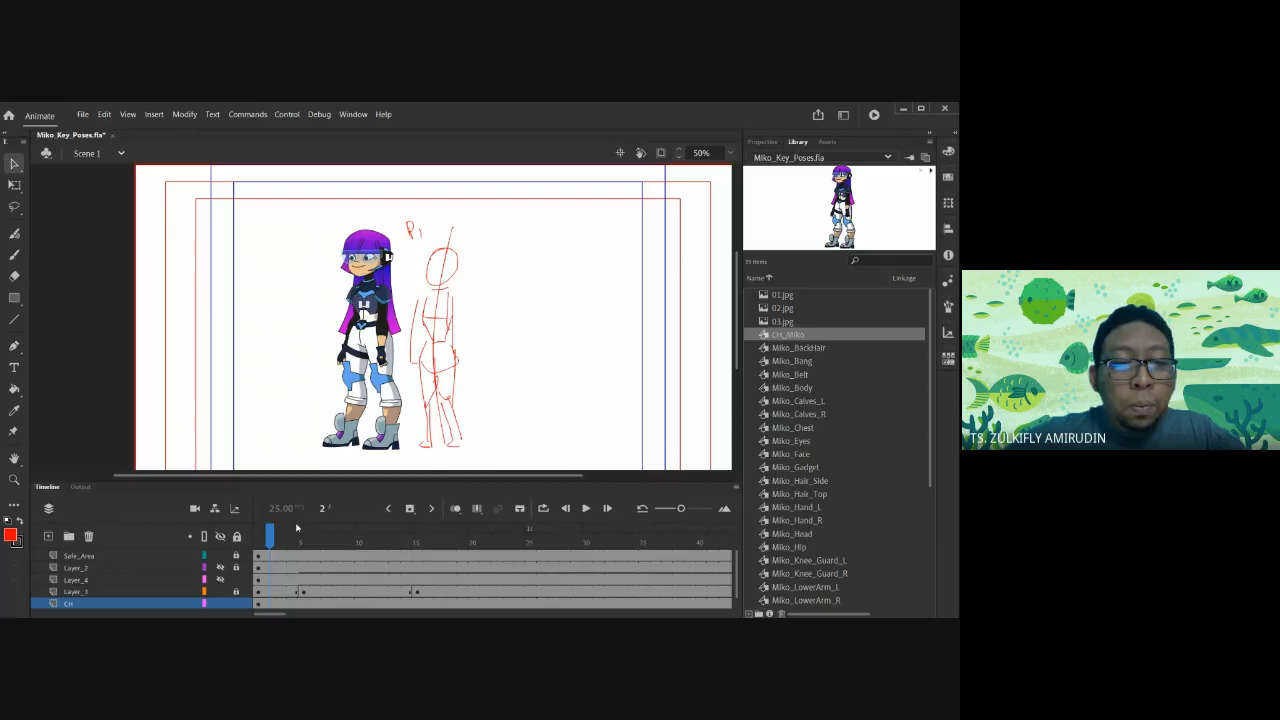 Animate
File Edit View Insert Modify Text Commands Control Debug Window Help
Miko_Key_Poses.fla*
Scene 1
50%
P1
Properties Library Assets
Miko_Key_Poses.fla
Name Linkage
01.jpg
02.jpg
03.jpg
CH_Miko
Miko_BackHair
Miko_Bang
Miko_Belt
Miko_Body
Miko_Calves_L
Miko_Calves_R
Miko_Chest
Miko_Eyes
Miko_Face
Miko_Gadget
Miko_Hair_Side
Miko_Hair_Top
Miko_Hand_L
Miko_Hand_R
Miko_Head
Miko_Hip
Miko_Knee_Guard_L
Miko_Knee_Guard_R
Miko_LowerArm_L
Miko_LowerArm_R
Timeline Output
25.00 FPS 2 F
1s
5 10 15 20 25 30 35 40
Safe_Area
Layer_2
Layer_4
Layer_3
CH
TS. ZULKIFLY AMIRUDIN